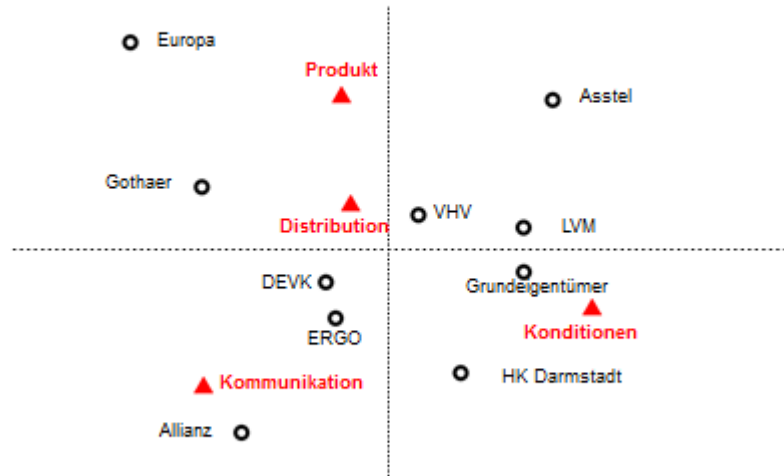 Europa
Produkt
Asstel
Gothaer
VHV
Distribution
LVM
DEVK
Grundeigentümer
ERGO
Konditionen
Kommunikation
HK Darmstadt
Allianz